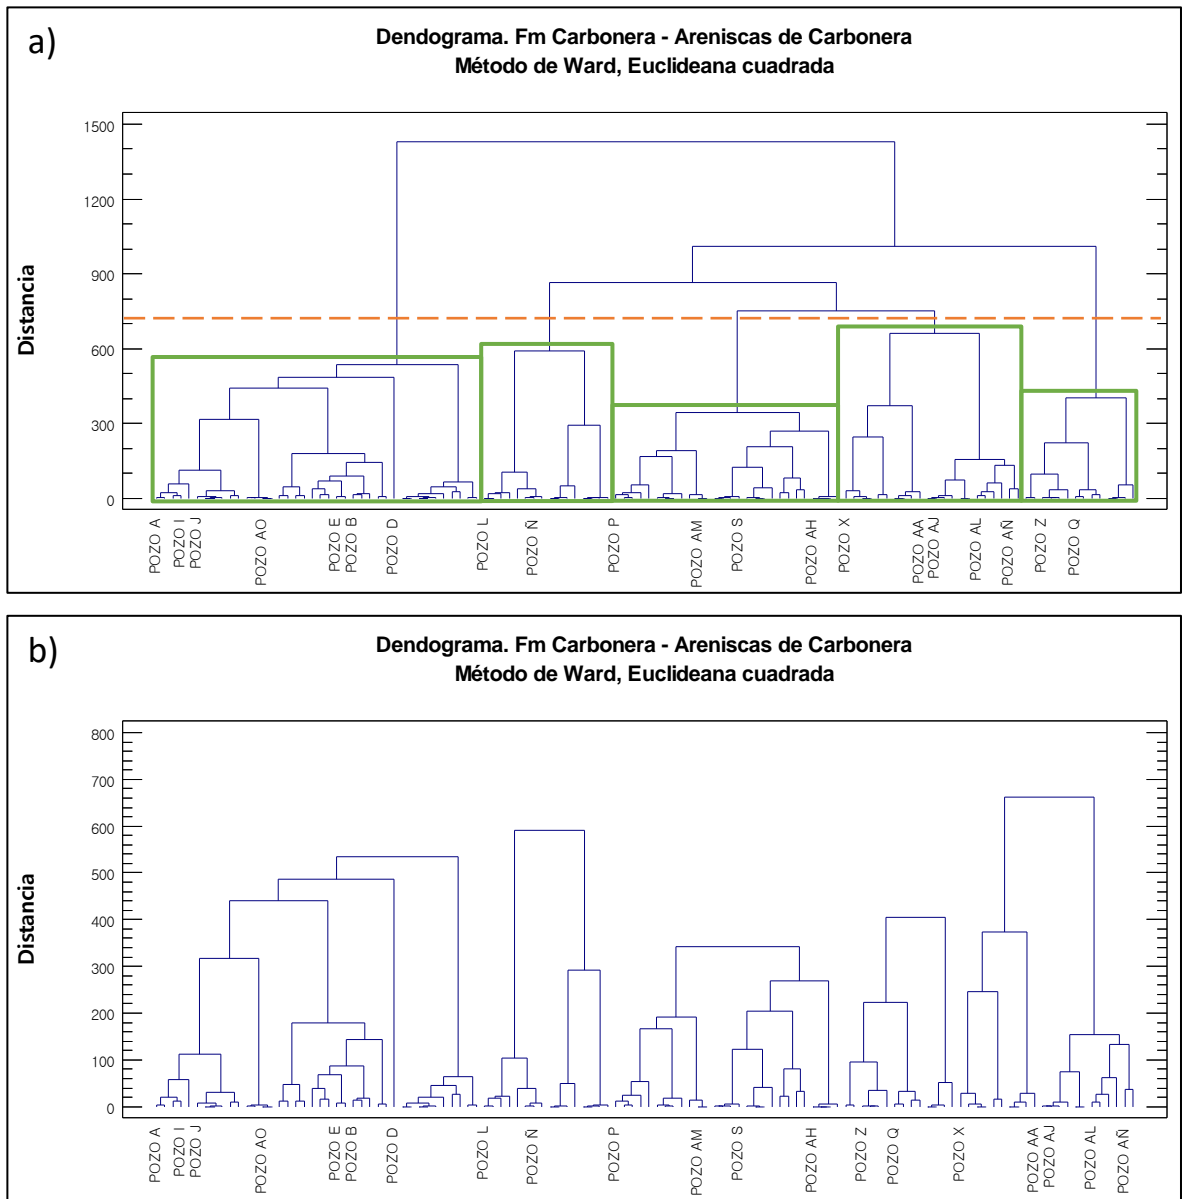 a)
Dendograma. Fm Carbonera - Areniscas de Carbonera
Método de Ward, Euclideana cuadrada
Distancia
1500
1200
900
600
300
0
POZO A
POZO I
POZO J
POZO AO
POZO E
POZO B
POZO D
POZO L
POZO Ñ
POZO P
POZO AM
POZO S
POZO AH
POZO X
POZO AA
POZO AJ
POZO AL
POZO AÑ
POZO Z
POZO Q
b)
Dendograma. Fm Carbonera - Areniscas de Carbonera
Método de Ward, Euclideana cuadrada
Distancia
800
700
600
500
400
300
200
100
0
POZO A
POZO I
POZO J
POZO AO
POZO E
POZO B
POZO D
POZO L
POZO Ñ
POZO P
POZO AM
POZO S
POZO AH
POZO Z
POZO Q
POZO X
POZO AA
POZO AJ
POZO AL
POZO AÑ